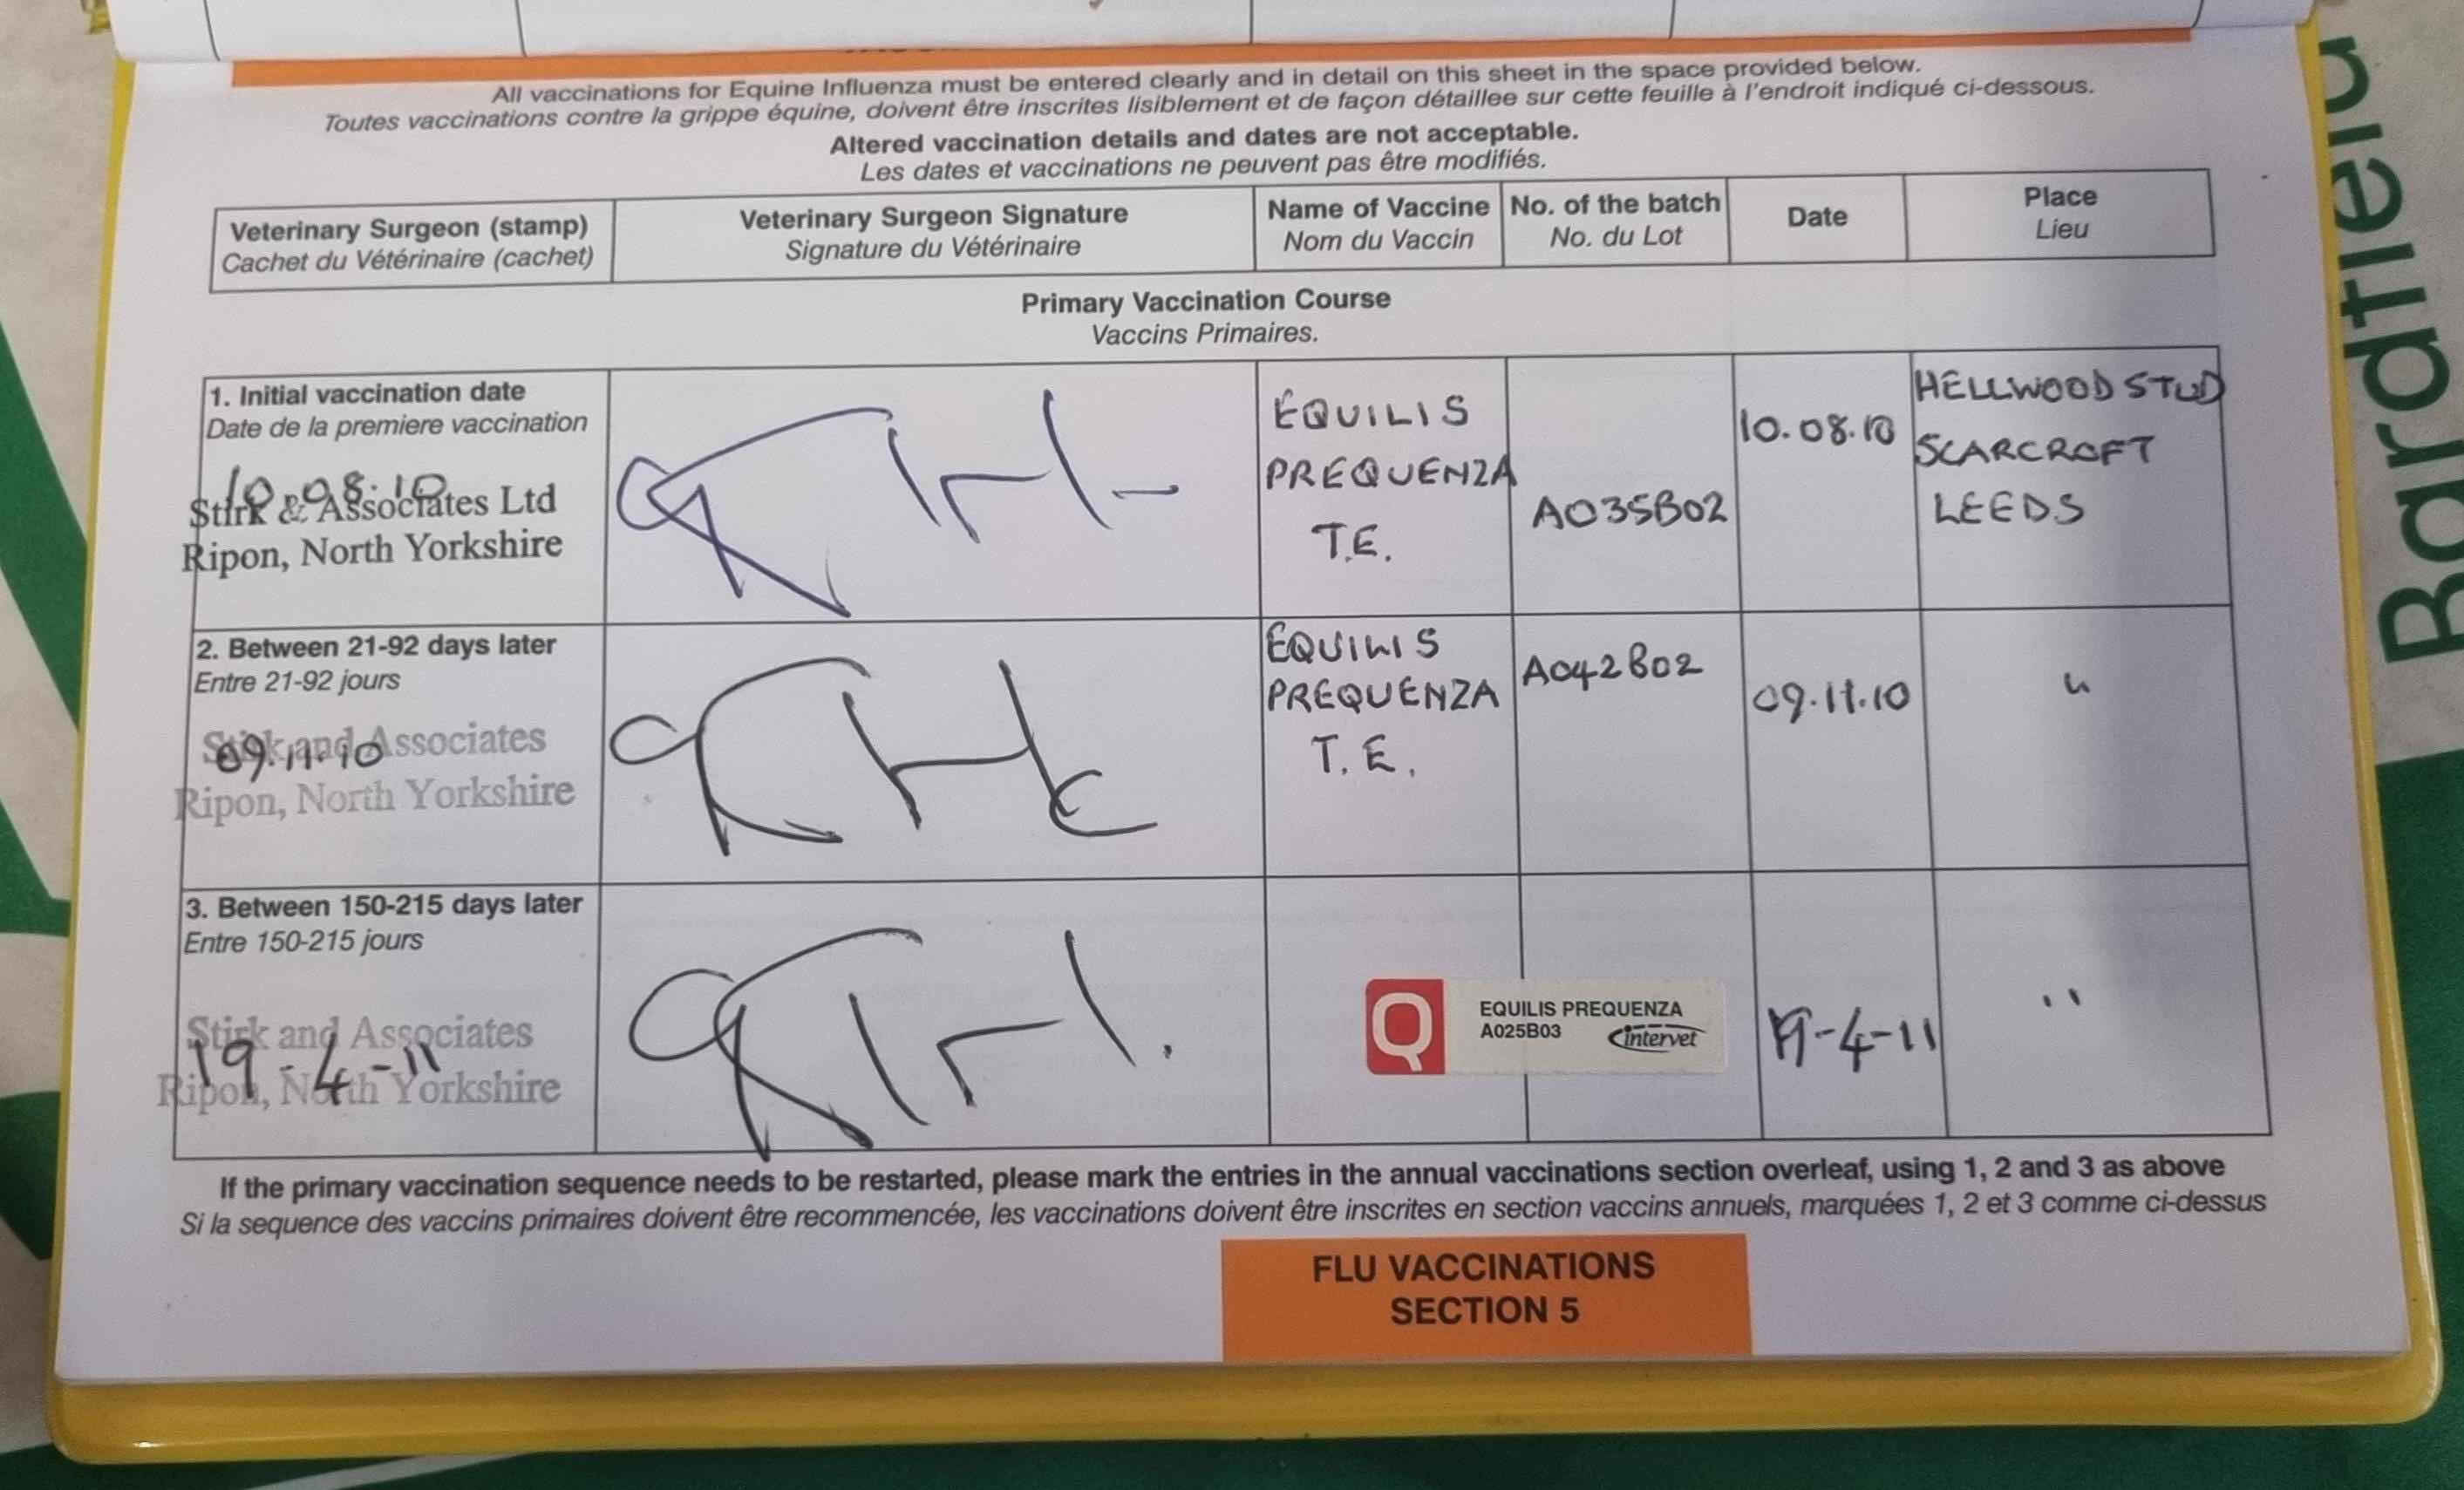 All vaccinations for Equine Influenza must be entered clearly and in detail on this sheet in the space provided below.
Toutes vaccinations contre la grippe équine, doivent être inscrites lisiblement et de façon détaillee sur cette feuille à l'endroit indiqué ci-dessous.
Altered vaccination details and dates are not acceptable.
Les dates et vaccinations ne peuvent pas être modifiés.
Veterinary Surgeon (stamp)
Cachet du Vétérinaire (cachet)
Veterinary Surgeon Signature
Signature du Vétérinaire
Name of Vaccine
Nom du Vaccin
No. of the batch
No. du Lot
Date
Place
Lieu
Primary Vaccination Course
Vaccins Primaires.
1. Initial vaccination date
Date de la premiere vaccination
10.08.10
Stirk & Associates Ltd
Ripon, North Yorkshire
EQUILIS
PREQUENZA
T.E.
A035B02
10.08.10
HELLWOOD STUD
SCARCROFT
LEEDS
2. Between 21-92 days later
Entre 21-92 jours
Stirk and Associates
09.11.10
Ripon, North Yorkshire
EQUILIS
PREQUENZA
T.E.
A042B02
09.11.10
"
3. Between 150-215 days later
Entre 150-215 jours
Stirk and Associates
19-4-11
Ripon, North Yorkshire
Q
EQUILIS PREQUENZA
A025B03
intervet
19-4-11
"
If the primary vaccination sequence needs to be restarted, please mark the entries in the annual vaccinations section overleaf, using 1, 2 and 3 as above
Si la sequence des vaccins primaires doivent être recommencée, les vaccinations doivent être inscrites en section vaccins annuels, marquées 1, 2 et 3 comme ci-dessus
FLU VACCINATIONS
SECTION 5
Bardfield